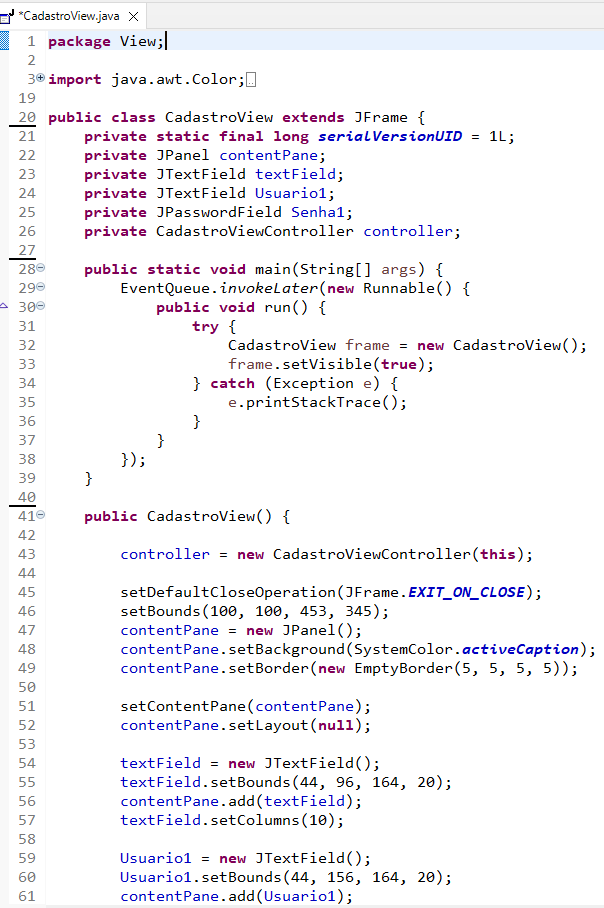 *CadastroView.java
1 package View;
2
3 import java.awt.Color;
19
20 public class CadastroView extends JFrame {
21     private static final long serialVersionUID = 1L;
22     private JPanel contentPane;
23     private JTextField textField;
24     private JTextField Usuario1;
25     private JPasswordField Senha1;
26     private CadastroViewController controller;
27
28     public static void main(String[] args) {
29         EventQueue.invokeLater(new Runnable() {
30             public void run() {
31                 try {
32                     CadastroView frame = new CadastroView();
33                     frame.setVisible(true);
34                 } catch (Exception e) {
35                     e.printStackTrace();
36                 }
37             }
38         });
39     }
40
41     public CadastroView() {
42
43         controller = new CadastroViewController(this);
44
45         setDefaultCloseOperation(JFrame.EXIT_ON_CLOSE);
46         setBounds(100, 100, 453, 345);
47         contentPane = new JPanel();
48         contentPane.setBackground(SystemColor.activeCaption);
49         contentPane.setBorder(new EmptyBorder(5, 5, 5, 5));
50
51         setContentPane(contentPane);
52         contentPane.setLayout(null);
53
54         textField = new JTextField();
55         textField.setBounds(44, 96, 164, 20);
56         contentPane.add(textField);
57         textField.setColumns(10);
58
59         Usuario1 = new JTextField();
60         Usuario1.setBounds(44, 156, 164, 20);
61         contentPane.add(Usuario1);